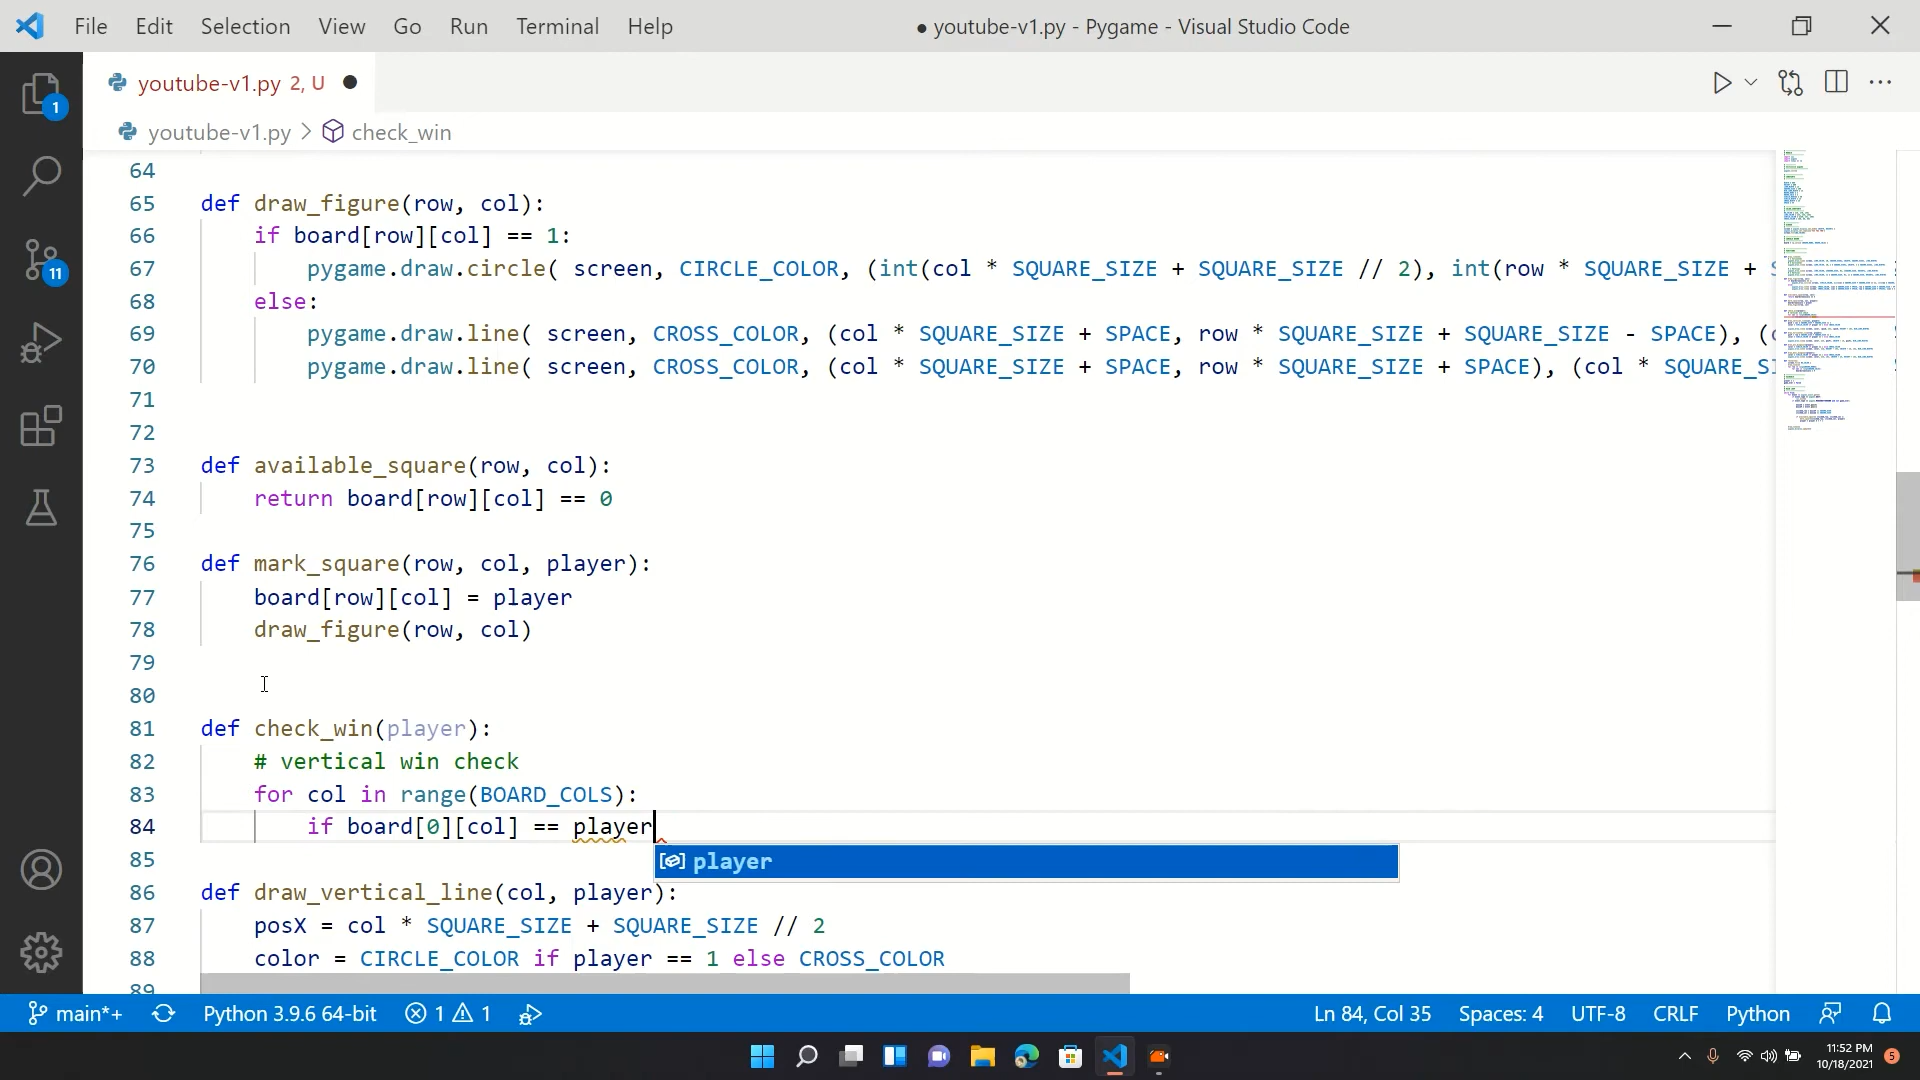 File Edit Selection View Go Run Terminal Help
● youtube-v1.py - Pygame - Visual Studio Code
youtube-v1.py 2, U ●
youtube-v1.py > check_win
1
11
64
65 def draw_figure(row, col):
66 if board[row][col] == 1:
67 pygame.draw.circle( screen, CIRCLE_COLOR, (int(col * SQUARE_SIZE + SQUARE_SIZE // 2), int(row * SQUARE_SIZE +
68 else:
69 pygame.draw.line( screen, CROSS_COLOR, (col * SQUARE_SIZE + SPACE, row * SQUARE_SIZE + SQUARE_SIZE - SPACE), (
70 pygame.draw.line( screen, CROSS_COLOR, (col * SQUARE_SIZE + SPACE, row * SQUARE_SIZE + SPACE), (col * SQUARE_SI
71
72
73 def available_square(row, col):
74 return board[row][col] == 0
75
76 def mark_square(row, col, player):
77 board[row][col] = player
78 draw_figure(row, col)
79
80
81 def check_win(player):
82 # vertical win check
83 for col in range(BOARD_COLS):
84 if board[0][col] == player
player
85
86 def draw_vertical_line(col, player):
87 posX = col * SQUARE_SIZE + SQUARE_SIZE // 2
88 color = CIRCLE_COLOR if player == 1 else CROSS_COLOR
89
main*+ Python 3.9.6 64-bit 1 1 Ln 84, Col 35 Spaces: 4 UTF-8 CRLF Python
11:52 PM
10/18/2021
5